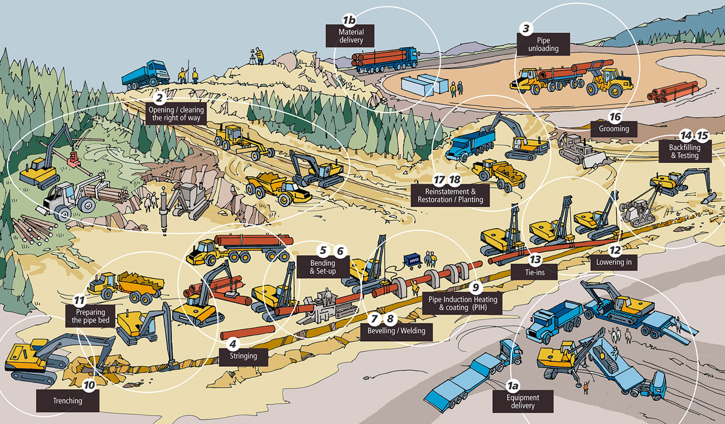 1b
Material
delivery
3
Pipe
unloading
2
Opening / clearing
the right of way
16
Grooming
14 15
Backfilling
& Testing
17 18
Reinstatement &
Restoration / Planting
5 6
Bending
& Set-up
13
Tie-ins
12
Lowering in
9
Pipe Induction Heating
& coating (PIH)
11
Preparing
the pipe bed
7 8
Bevelling / Welding
4
Stringing
10
Trenching
1a
Equipment
delivery